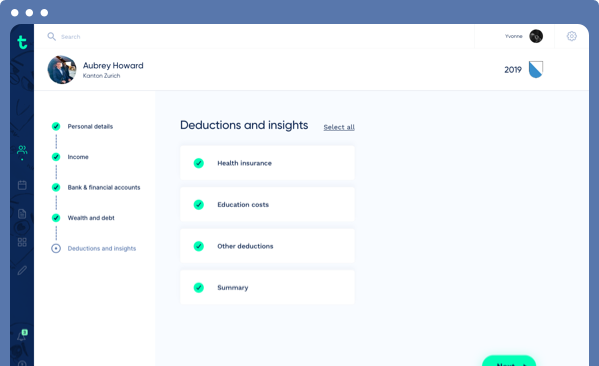 t
Search
Yvonne
Aubrey Howard
Kanton Zurich
2019
Personal details
Income
Bank & financial accounts
Wealth and debt
Deductions and insights
Deductions and insights
Select all
Health insurance
Education costs
Other deductions
Summary
Next